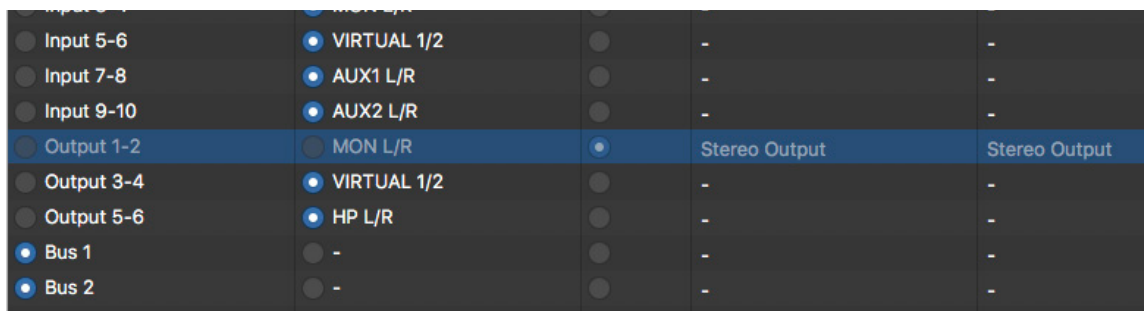 Input 5-6 VIRTUAL 1/2 - -
Input 7-8 AUX1 L/R - -
Input 9-10 AUX2 L/R - -
Output 1-2 MON L/R Stereo Output Stereo Output
Output 3-4 VIRTUAL 1/2 - -
Output 5-6 HP L/R - -
Bus 1 - - -
Bus 2 - - -